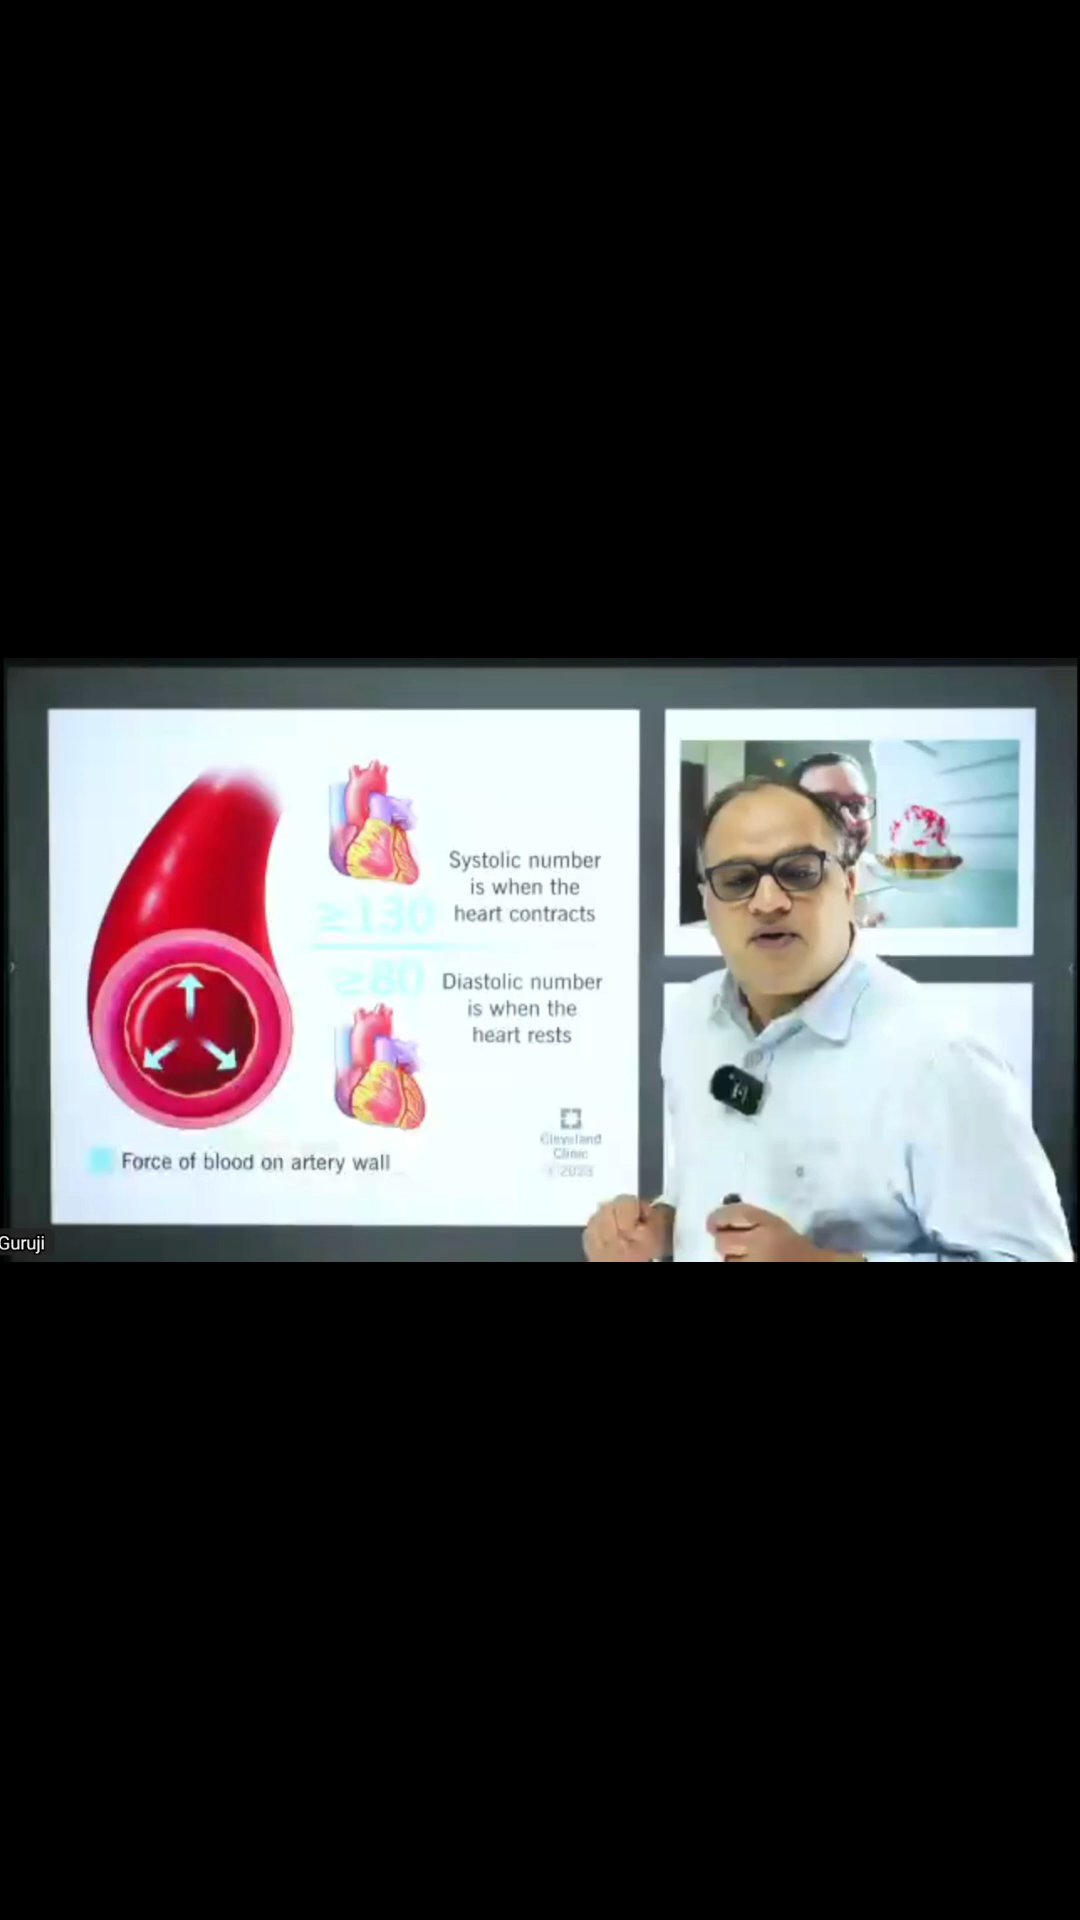 Systolic number
is when the
heart contracts
≥130
≥80
Diastolic number
is when the
heart rests
Cleveland
Clinic
©2023
Force of blood on artery wall
Guruji